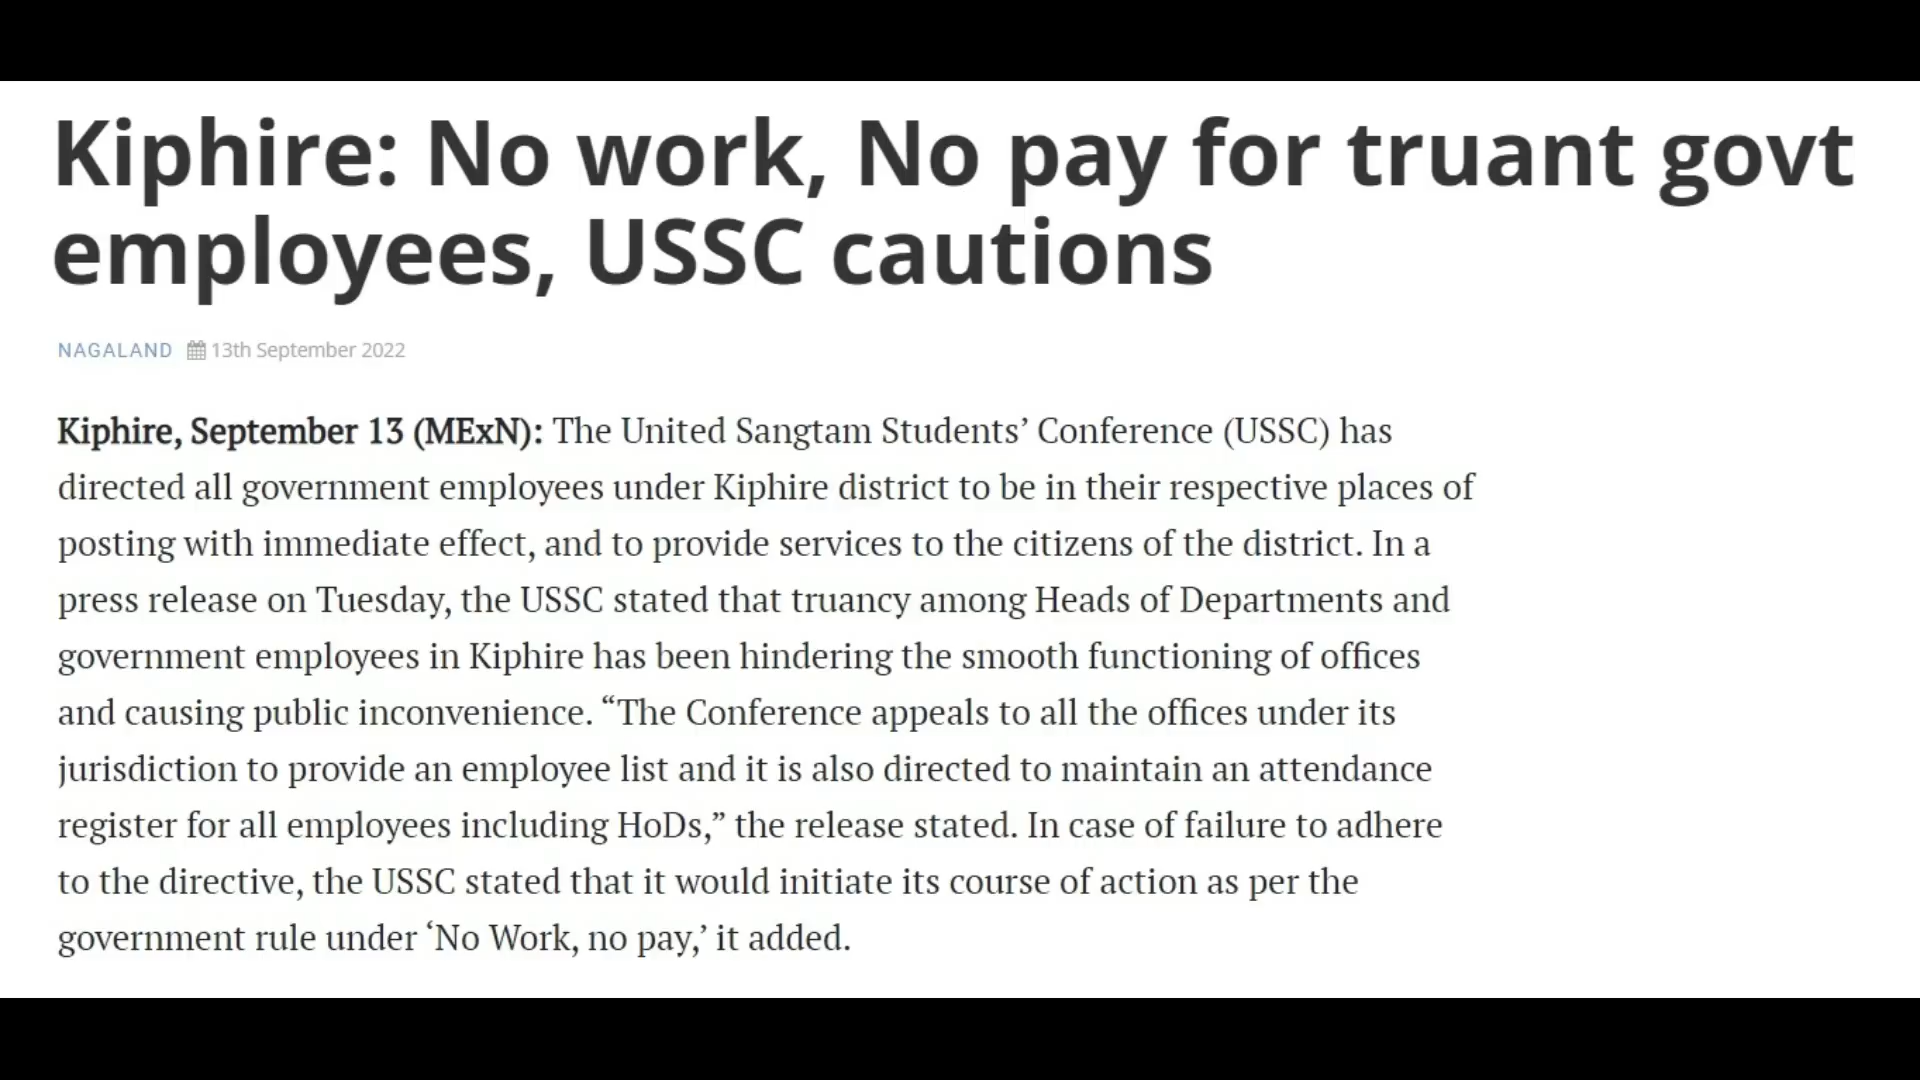 Kiphire: No work, No pay for truant govt
employees, USSC cautions
NAGALAND 13th September 2022
Kiphire, September 13 (MExN): The United Sangtam Students’ Conference (USSC) has
directed all government employees under Kiphire district to be in their respective places of
posting with immediate effect, and to provide services to the citizens of the district. In a
press release on Tuesday, the USSC stated that truancy among Heads of Departments and
government employees in Kiphire has been hindering the smooth functioning of offices
and causing public inconvenience. “The Conference appeals to all the offices under its
jurisdiction to provide an employee list and it is also directed to maintain an attendance
register for all employees including HoDs,” the release stated. In case of failure to adhere
to the directive, the USSC stated that it would initiate its course of action as per the
government rule under ‘No Work, no pay,’ it added.